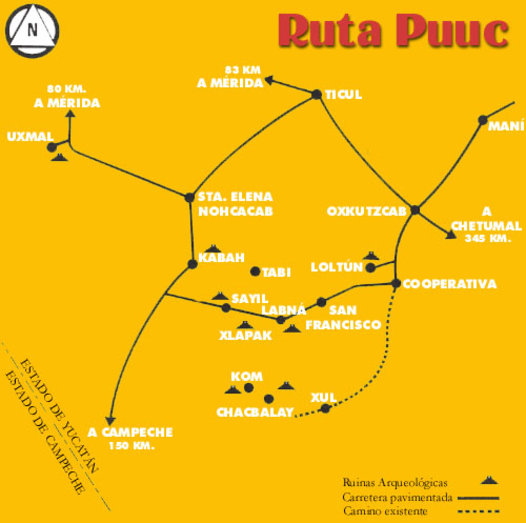 N
Ruta Puuc
83 KM
A MÉRIDA
80 KM.
A MÉRIDA
TICUL
MANÍ
UXMAL
STA. ELENA
NOHCACAB
OXKUTZCAB
A
CHETUMAL
345 KM.
KABAH
TABI
LOLTÚN
COOPERATIVA
SAYIL
LABNÁ
SAN
FRANCISCO
XLAPAK
KOM
CHACBALAY
XUL
A CAMPECHE
150 KM.
ESTADO DE YUCATÁN
ESTADO DE CAMPECHE
Ruinas Arqueológicas
Carretera pavimentada
Camino existente